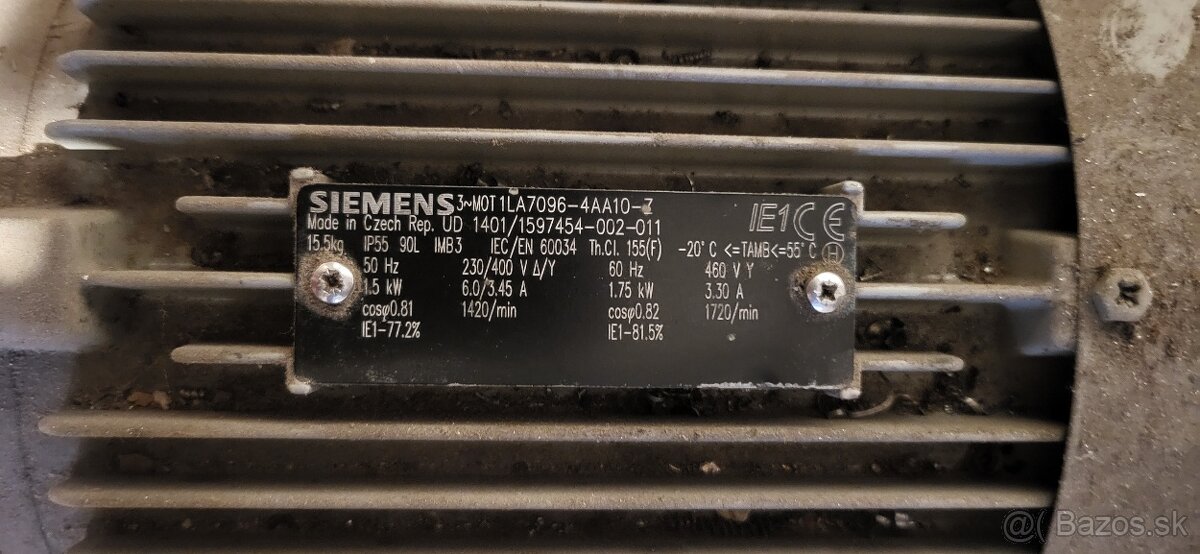 SIEMENS 3~MOT 1LA7096-4AA10-Z IE1 CE
Made in Czech Rep. UD 1401/1597454-002-011
15.5kg IP55 90L IMB3 IEC/EN 60034 Th.Cl. 155(F) -20°C <=TAMB<=55°C H
50 Hz 230/400 V Δ/Y 60 Hz 460 V Y
1.5 kW 6.0/3.45 A 1.75 kW 3.30 A
cosφ0.81 1420/min cosφ0.82 1720/min
IE1-77.2% IE1-81.5%
@( Bazos.sk